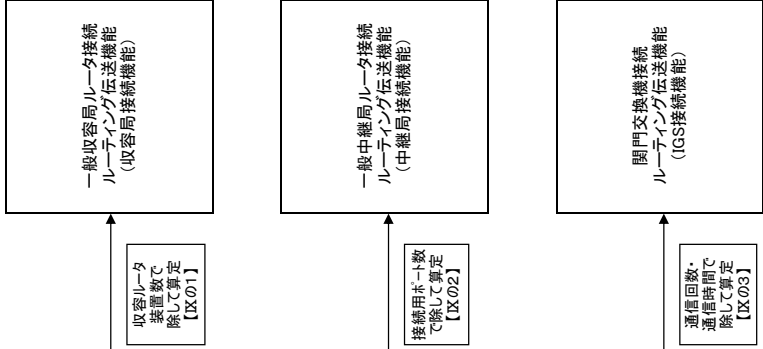 一般収容局ルータ接続
ルーティング伝送機能
（収容局接続機能）
収容ルータ
装置数で
除して算定
【Ⅸの1】
一般中継局ルータ接続
ルーティング伝送機能
（中継局接続機能）
接続用ポート数
で除して算定
【Ⅸの2】
関門交換機接続
ルーティング伝送機能
（IGS接続機能）
通信回数・
通信時間で
除して算定
【Ⅸの3】